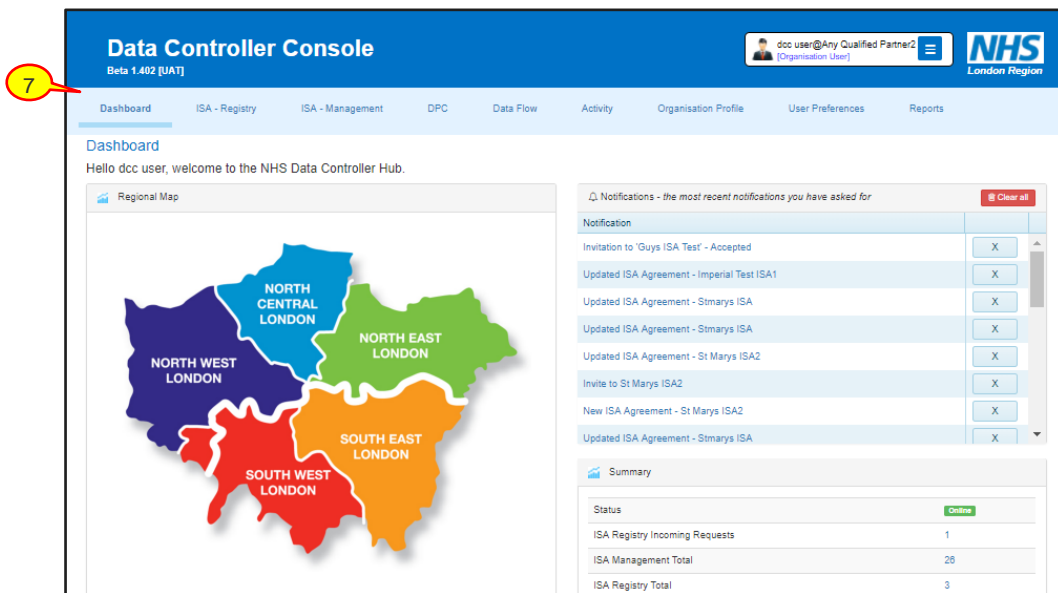 Data Controller Console
Beta 1.402 [UAT]
dcc user@Any Qualified Partner2
[Organisation User]
NHS
London Region
7
Dashboard ISA - Registry ISA - Management DPC Data Flow Activity Organisation Profile User Preferences Reports
Dashboard
Hello dcc user, welcome to the NHS Data Controller Hub.
Regional Map
NORTH
CENTRAL
LONDON
NORTH EAST
LONDON
NORTH WEST
LONDON
SOUTH EAST
LONDON
SOUTH WEST
LONDON
Notifications - the most recent notifications you have asked for Clear all
Notification
Invitation to 'Guys ISA Test' - Accepted X
Updated ISA Agreement - Imperial Test ISA1 X
Updated ISA Agreement - Stmarys ISA X
Updated ISA Agreement - Stmarys ISA X
Updated ISA Agreement - St Marys ISA2 X
Invite to St Marys ISA2 X
New ISA Agreement - St Marys ISA2 X
Updated ISA Agreement - Stmarys ISA X
Summary
Status Online
ISA Registry Incoming Requests 1
ISA Management Total 26
ISA Registry Total 3